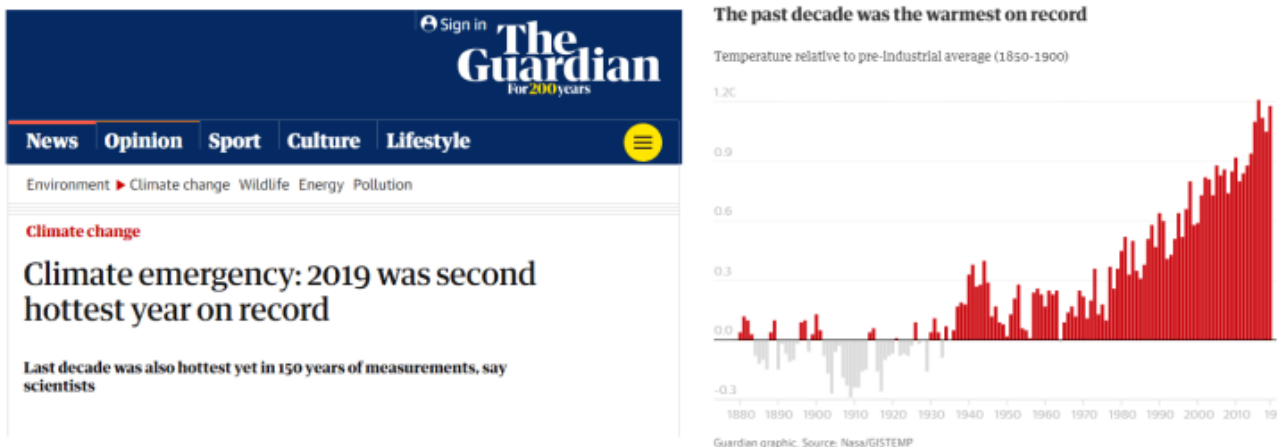 Sign in
The
Guardian
For 200 years
News Opinion Sport Culture Lifestyle
Environment Climate change Wildlife Energy Pollution
Climate change
Climate emergency: 2019 was second
hottest year on record
Last decade was also hottest yet in 150 years of measurements, say
scientists
The past decade was the warmest on record
Temperature relative to pre-industrial average (1850-1900)
1.2C
0.9
0.6
0.3
0.0
-0.3
1880 1890 1900 1910 1920 1930 1940 1950 1960 1970 1980 1990 2000 2010 19
Guardian graphic. Source: Nasa/GISTEMP